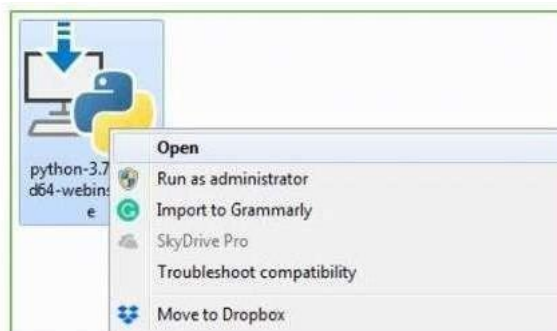 Open
python-3.7
Run as administrator
d64-webins
e
Import to Grammarly
SkyDrive Pro
Troubleshoot compatibility
Move to Dropbox